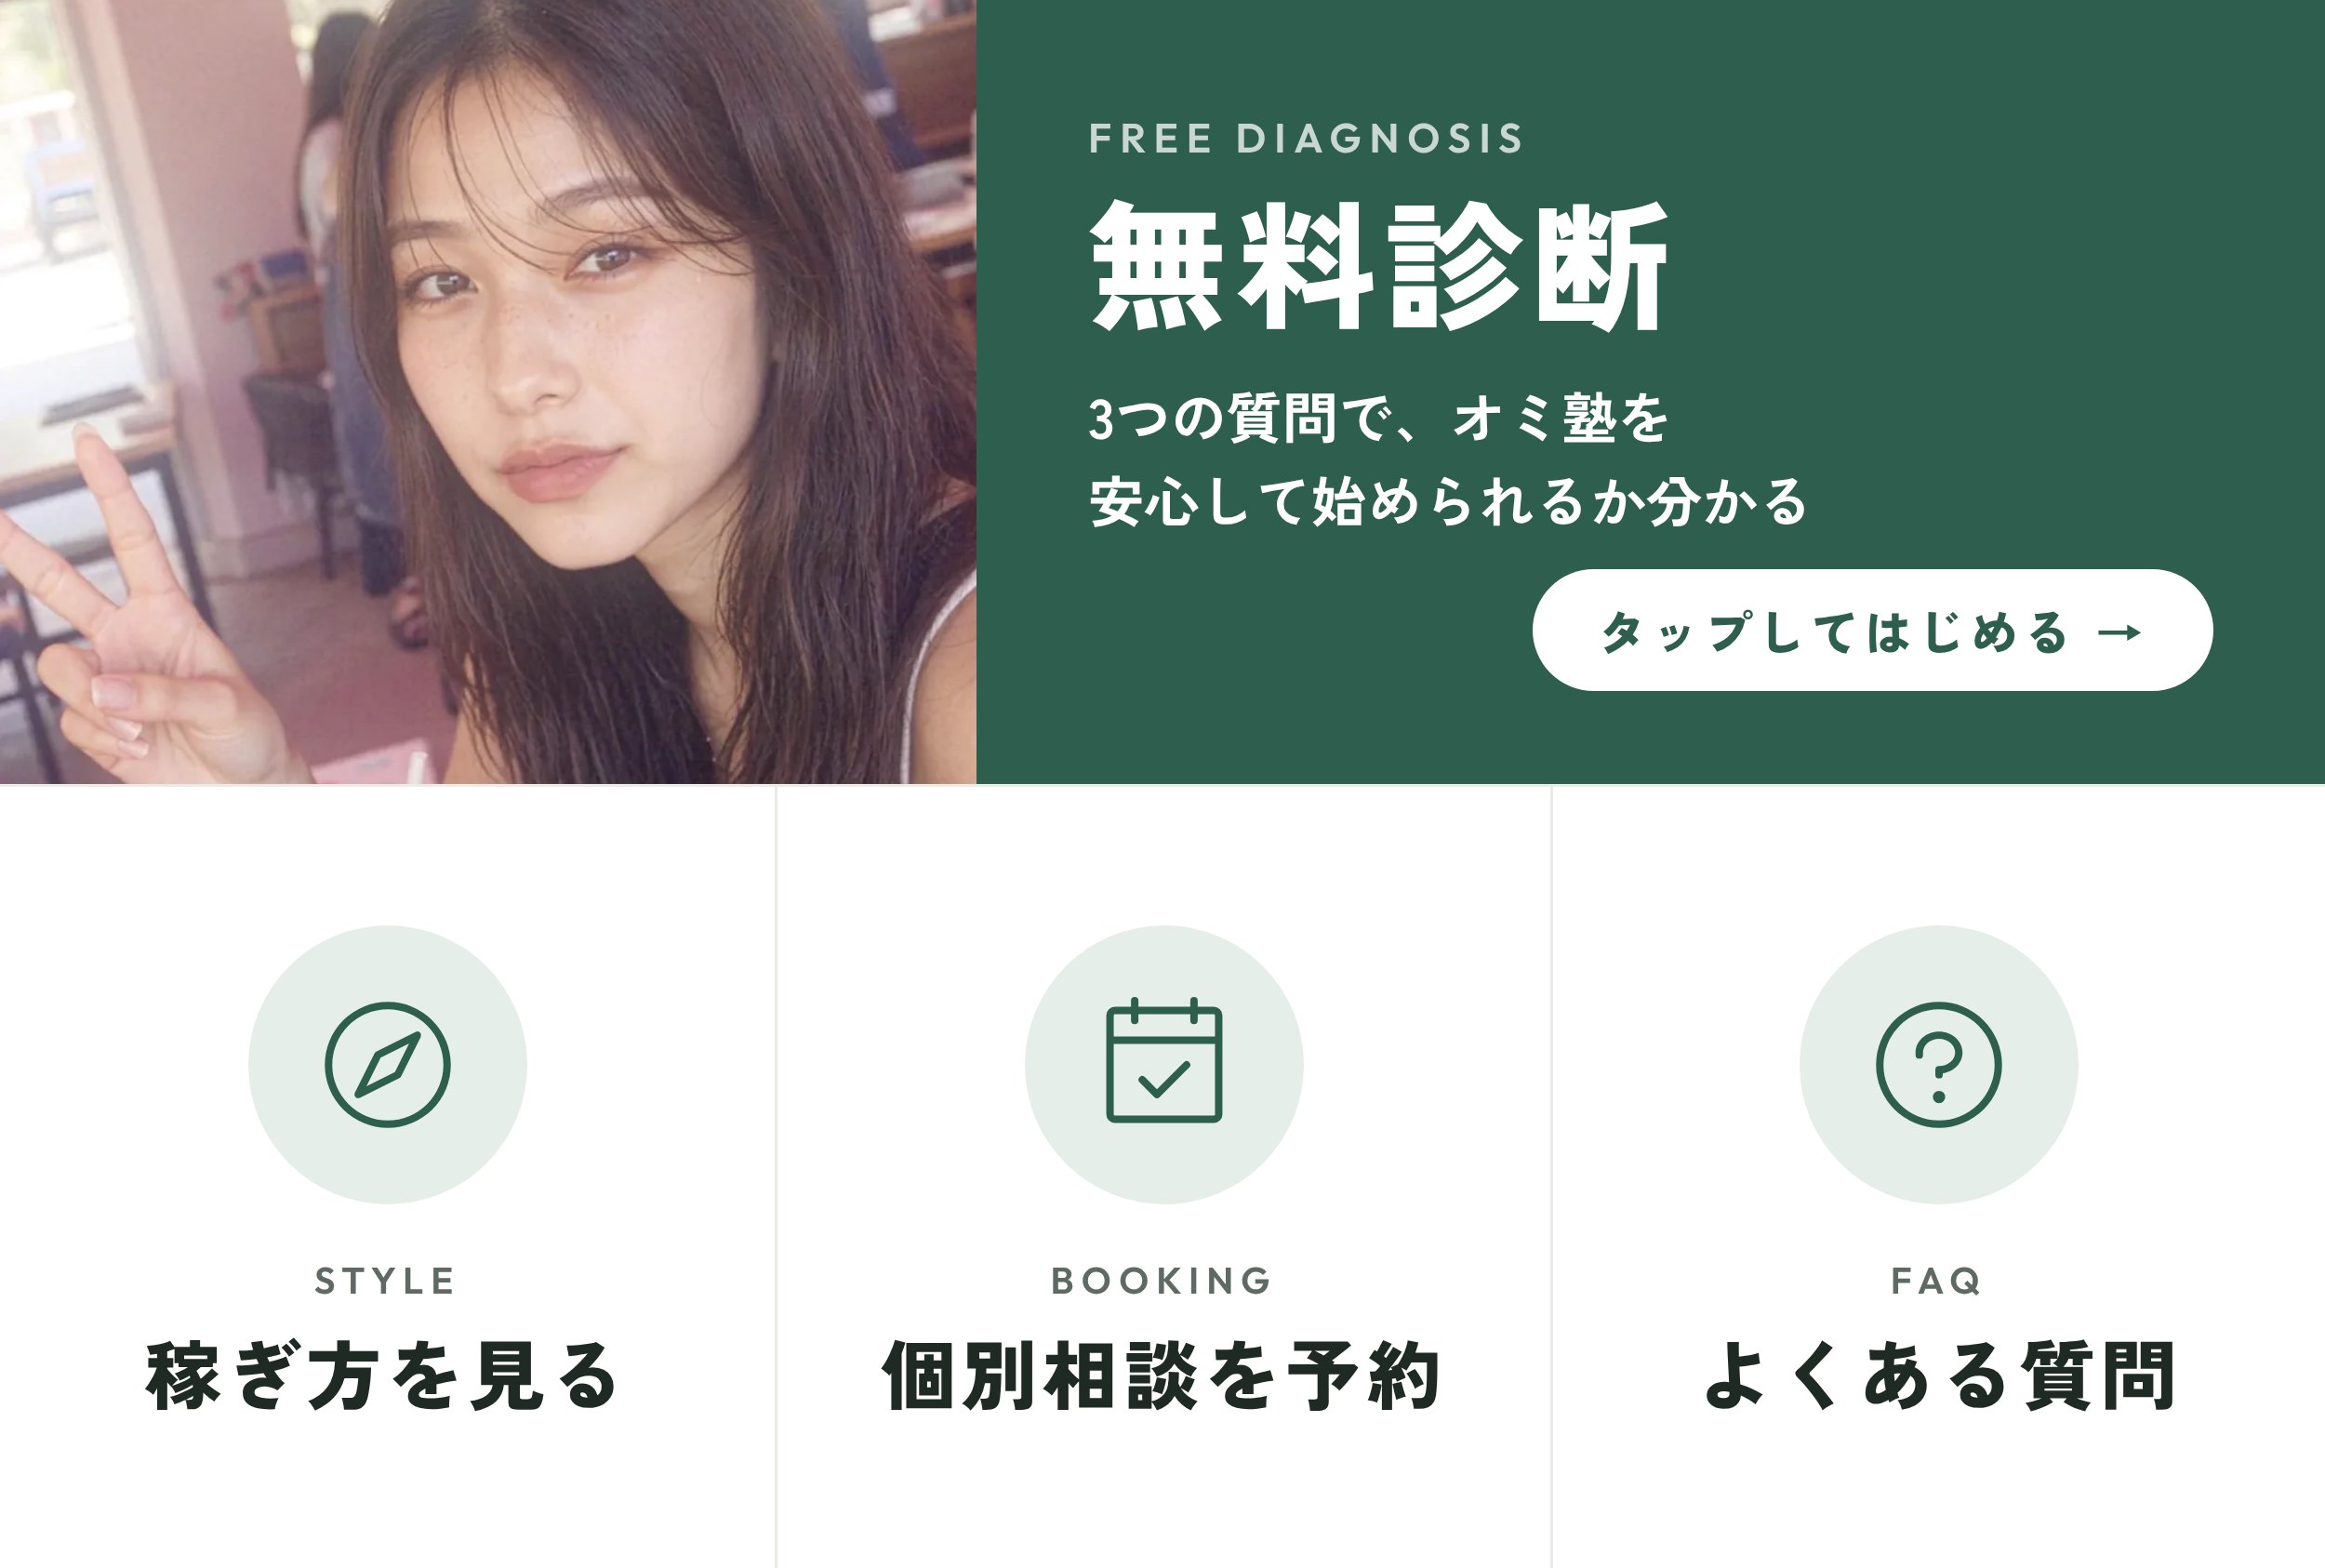 FREE DIAGNOSIS
無料診断
3つの質問で、オミ塾を
安心して始められるか分かる
タップしてはじめる →
STYLE
稼ぎ方を見る
BOOKING
個別相談を予約
FAQ
よくある質問